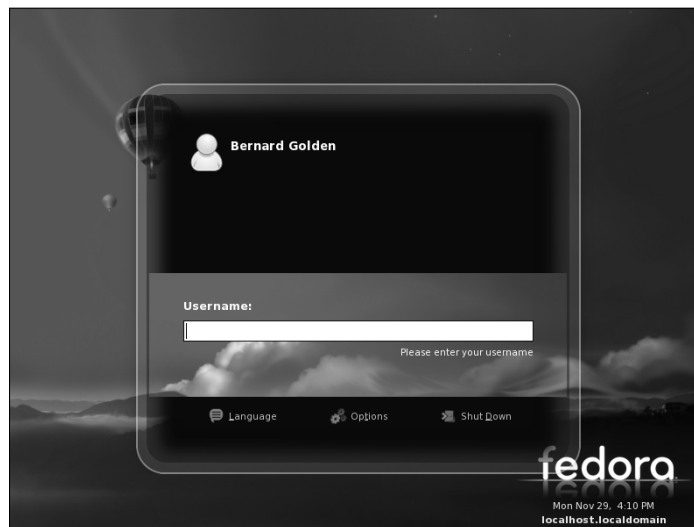 Bernard Golden
Username:
Please enter your username
Language
Options
Shut Down
fedora
Mon Nov 29, 4:10 PM
localhost.localdomain